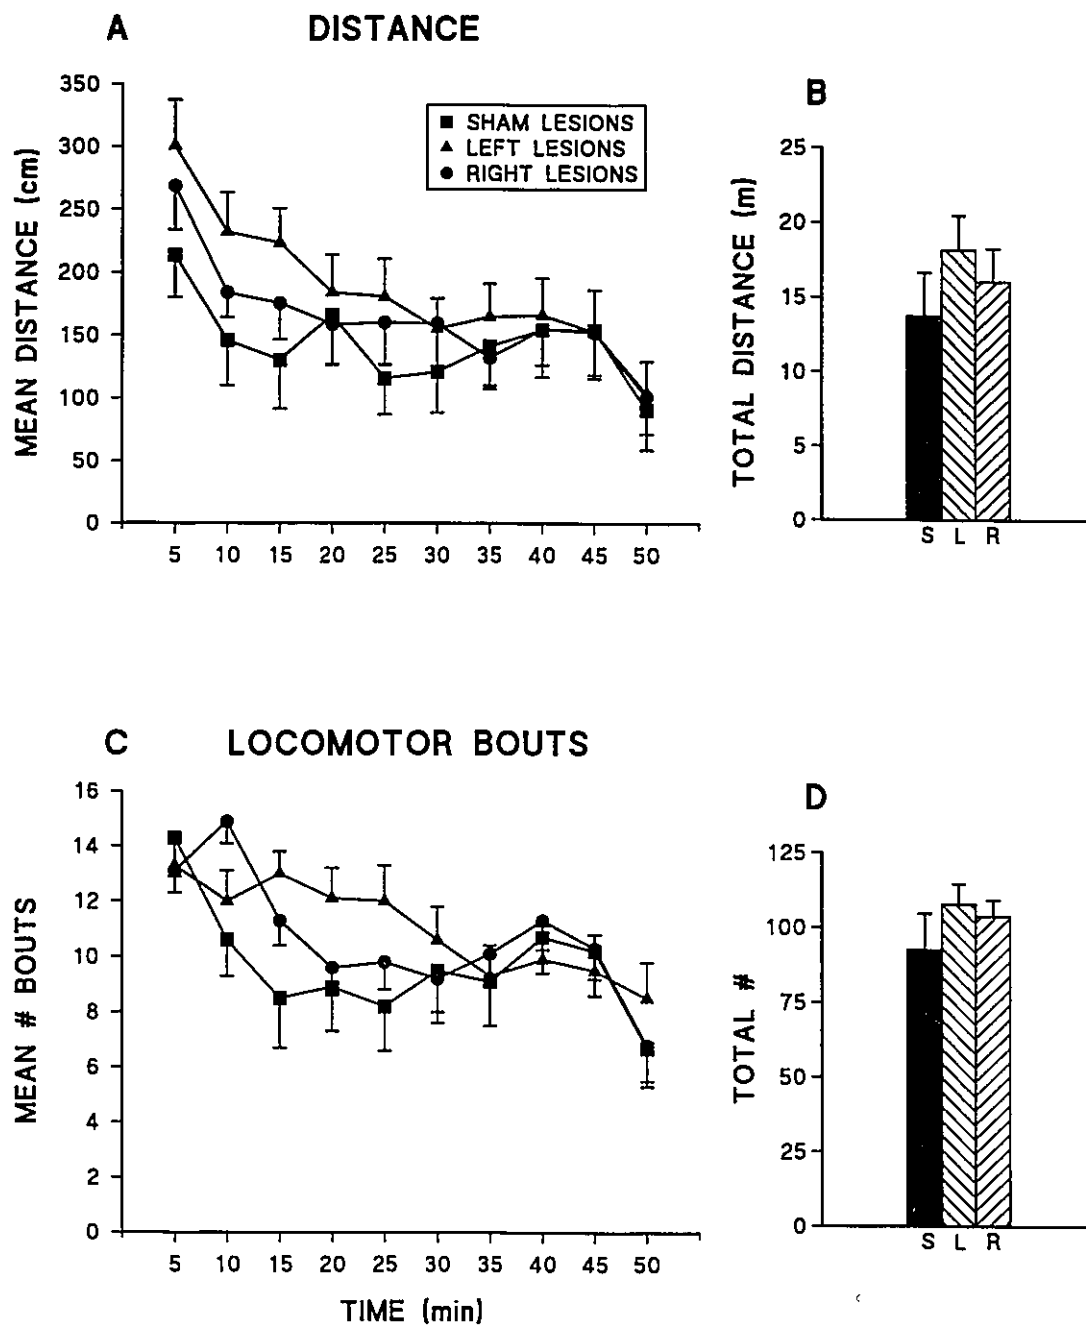 A DISTANCE
MEAN DISTANCE (cm)
350
300
250
200
150
100
50
0
SHAM LESIONS
LEFT LESIONS
RIGHT LESIONS
5 10 15 20 25 30 35 40 45 50
B
TOTAL DISTANCE (m)
25
20
15
10
5
0
S L R
C LOCOMOTOR BOUTS
MEAN # BOUTS
16
14
12
10
8
6
4
2
0
5 10 15 20 25 30 35 40 45 50
TIME (min)
D
TOTAL #
125
100
75
50
25
0
S L R